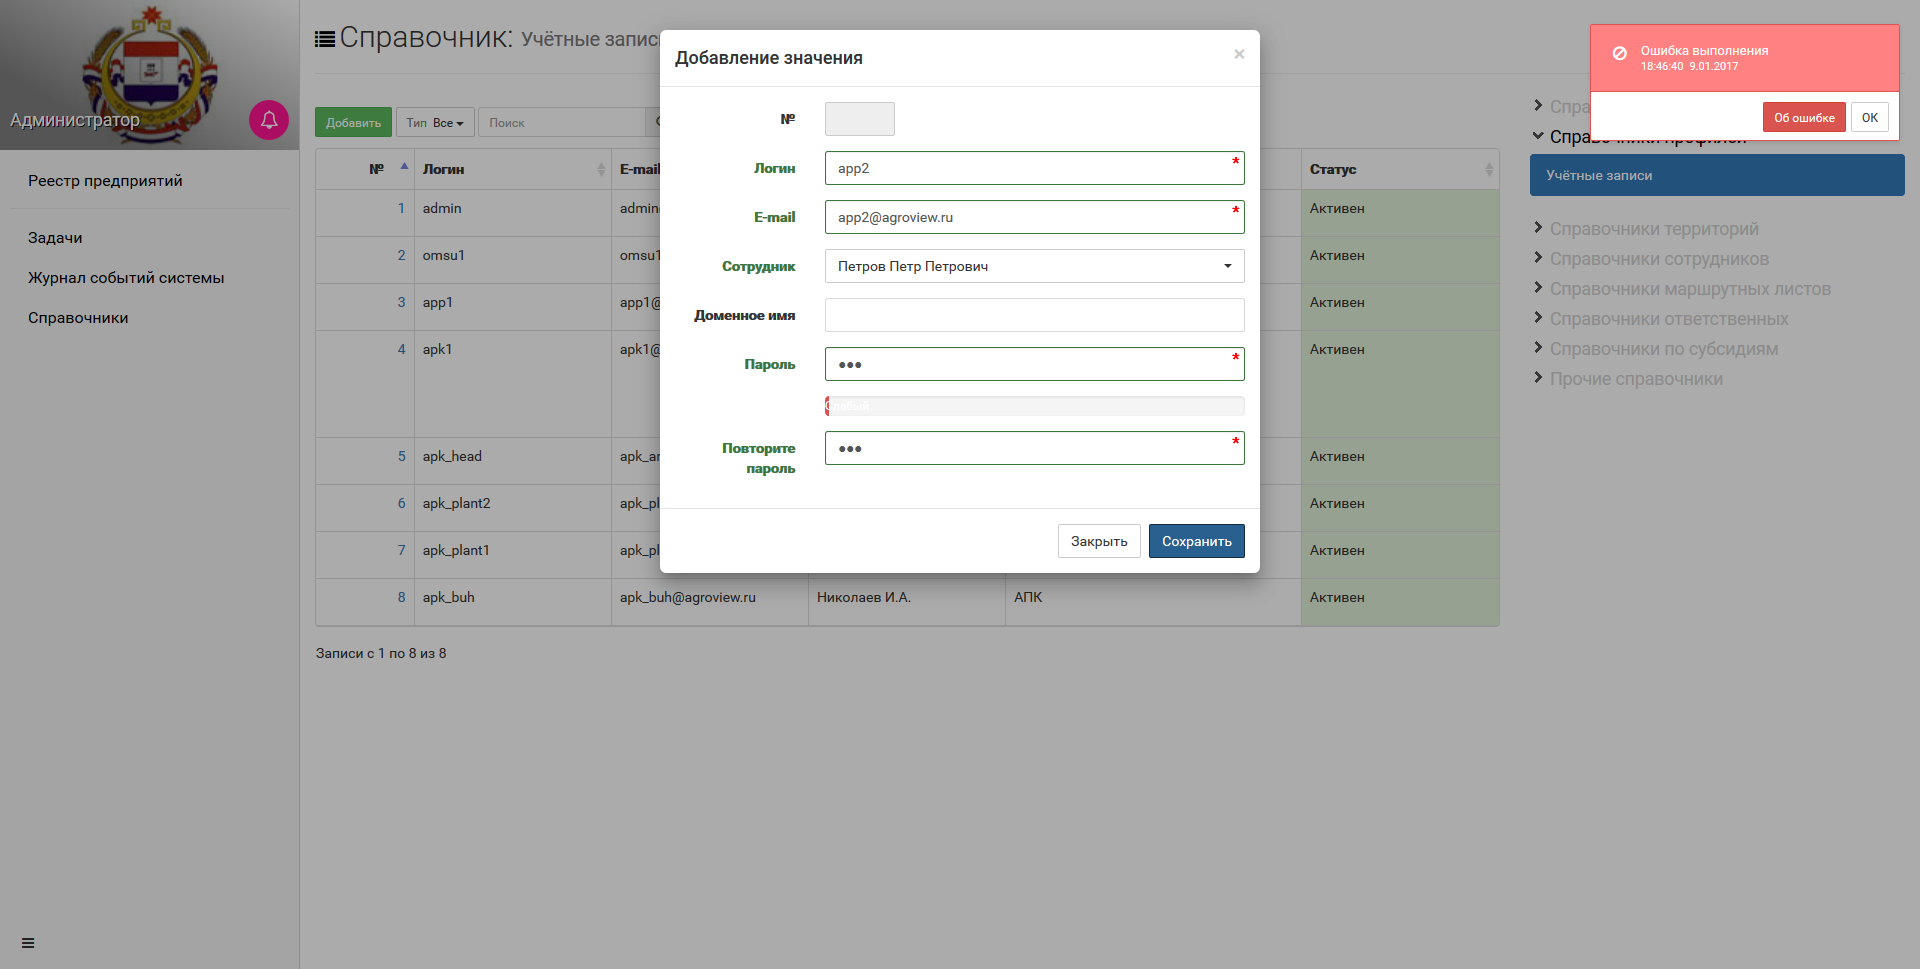 Администратор
Реестр предприятий
Задачи
Журнал событий системы
Справочники
Справочник: Учётные запис
Добавить
Тип Все
Поиск
№ Логин E-mail Статус
1 admin admin Активен
2 omsu1 omsu1 Активен
3 app1 app1@ Активен
4 apk1 apk1@ Активен
5 apk_head apk_ar Активен
6 apk_plant2 apk_pl Активен
7 apk_plant1 apk_pl Активен
8 apk_buh apk_buh@agroview.ru Николаев И.А. АПК Активен
Записи с 1 по 8 из 8
Добавление значения ×
№
Логин app2 *
E-mail app2@agroview.ru *
Сотрудник Петров Петр Петрович
Доменное имя
Пароль ●●● *
Повторите
пароль ●●● *
Закрыть Сохранить
Ошибка выполнения
18:46:40 9.01.2017
Об ошибке ОК
Спра
Учётные записи
Справочники территорий
Справочники сотрудников
Справочники маршрутных листов
Справочники ответственных
Справочники по субсидиям
Прочие справочники